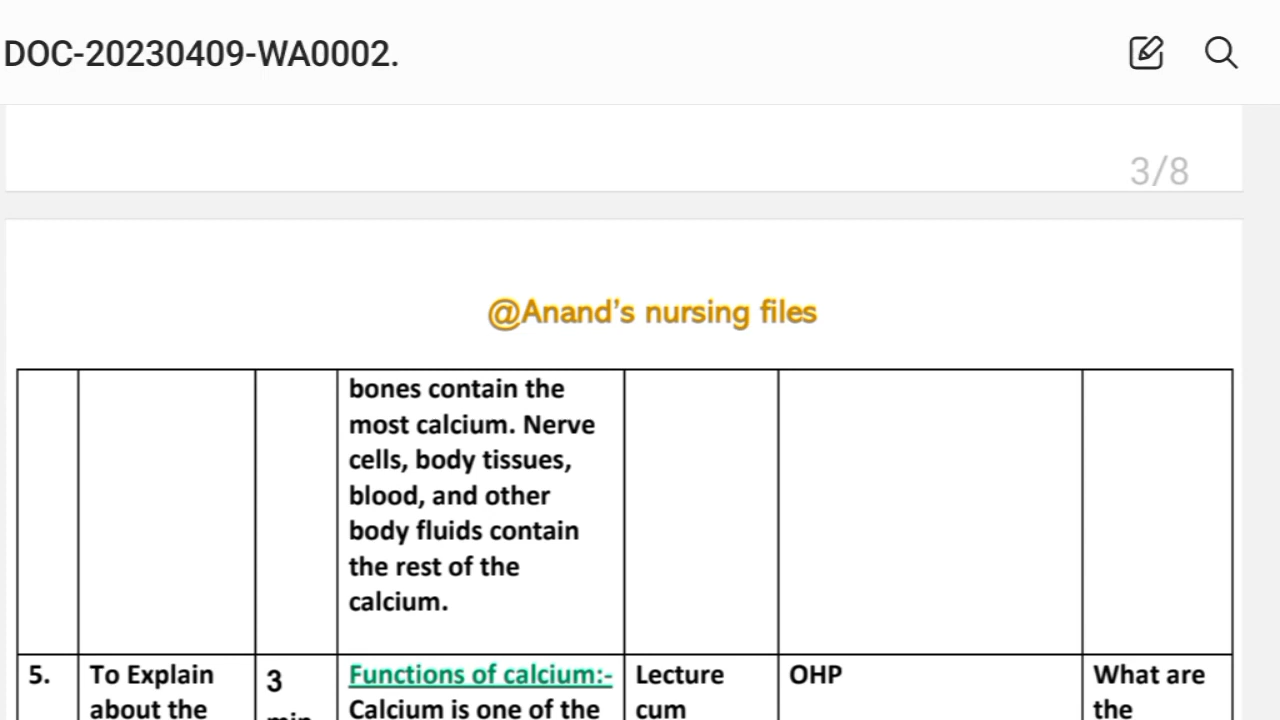 DOC-20230409-WA0002.
3/8
@Anand's nursing files
bones contain the
most calcium. Nerve
cells, body tissues,
blood, and other
body fluids contain
the rest of the
calcium.
5.
To Explain
about the
3
min
Functions of calcium:-
Calcium is one of the
Lecture
cum
OHP
What are
the